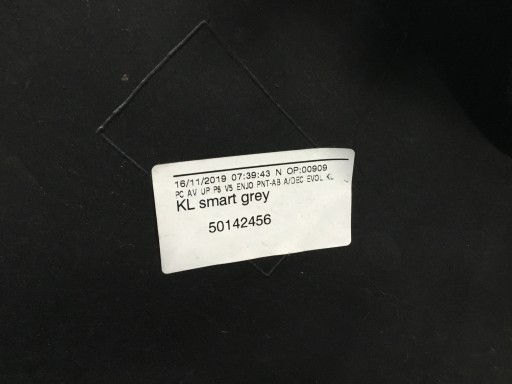 16/11/2019 07:39:43 N OP:00909
PC AV UP P8 V5 ENJO PNT-AB A/DEC EVOL KL
KL smart grey
50142456